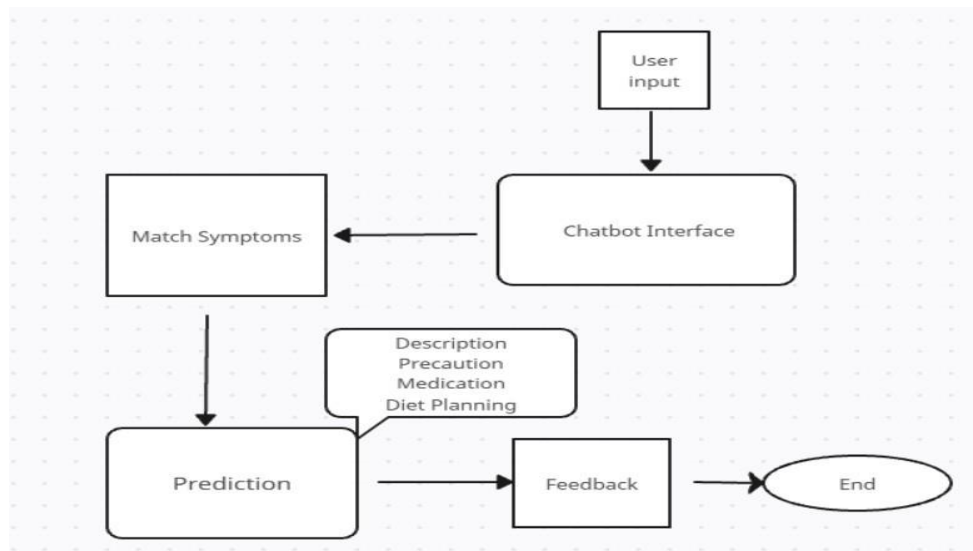 User
input
Chatbot Interface
Match Symptoms
Description
Precaution
Medication
Diet Planning
Prediction
Feedback
End